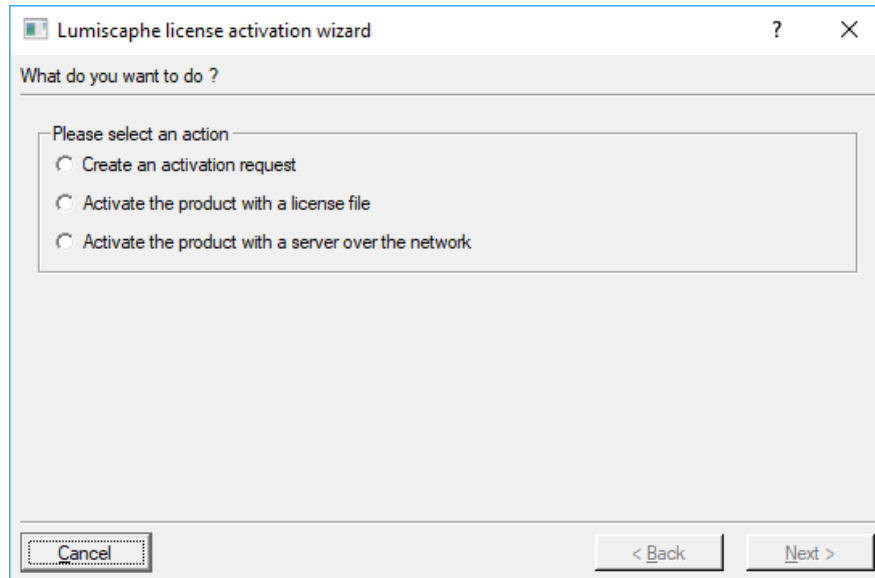 Lumiscaphe license activation wizard
What do you want to do ?
Please select an action
Create an activation request
Activate the product with a license file
Activate the product with a server over the network
Cancel
< Back
Next >